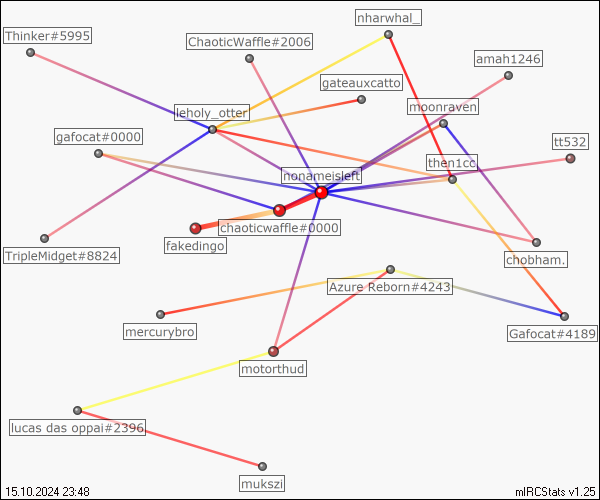 nharwhal_
Thinker#5995
ChaoticWaffle#2006
amah1246
gateauxcatto
moonraven
leholy_otter
gafocat#0000
tt532
then1cc
nonameisleft
chaoticwaffle#0000
fakedingo
TripleMidget#8824
chobham.
Azure Reborn#4243
mercurybro
Gafocat#4189
motorthud
lucas das oppai#2396
mukszi
15.10.2024 23:48
mIRCStats v1.25